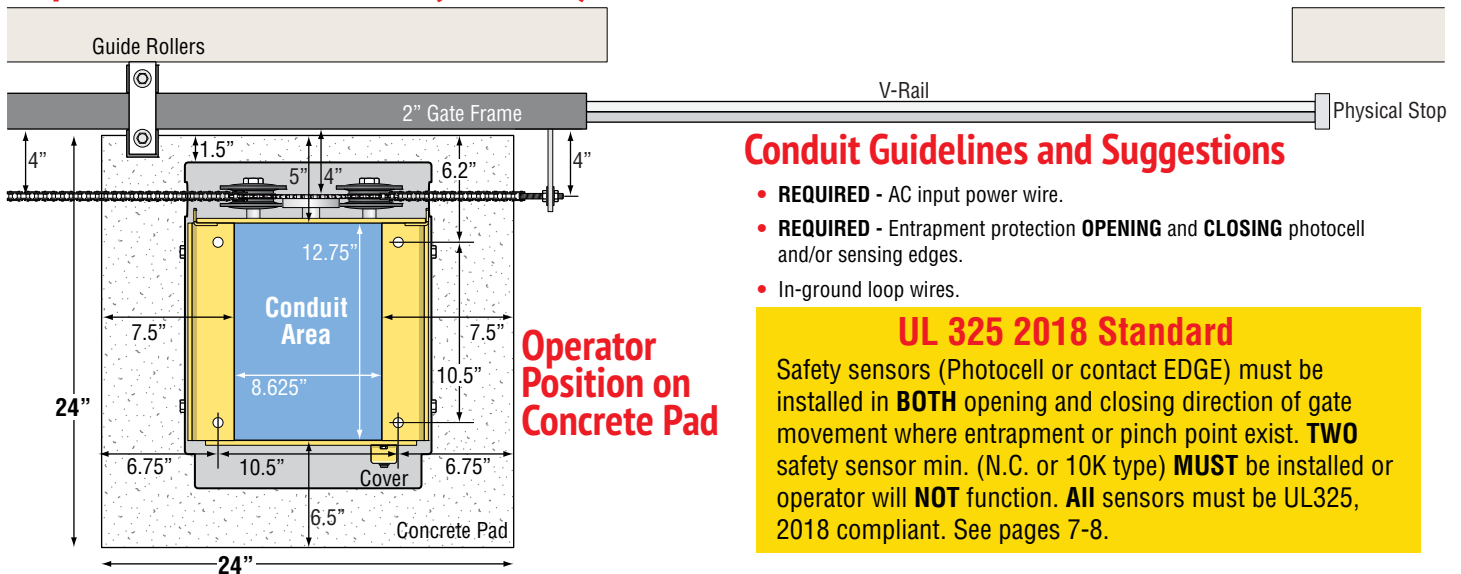 Guide Rollers
V-Rail
2” Gate Frame
Physical Stop
4”
1.5”
5”
4”
6.2”
4”
Conduit Guidelines and Suggestions
• REQUIRED - AC input power wire.
• REQUIRED - Entrapment protection OPENING and CLOSING photocell
and/or sensing edges.
• In-ground loop wires.
12.75”
Conduit
Area
7.5”
7.5”
8.625”
10.5”
24”
Operator
Position on
Concrete Pad
UL 325 2018 Standard
Safety sensors (Photocell or contact EDGE) must be
installed in BOTH opening and closing direction of gate
movement where entrapment or pinch point exist. TWO
safety sensor min. (N.C. or 10K type) MUST be installed or
operator will NOT function. All sensors must be UL325,
2018 compliant. See pages 7-8.
6.75”
10.5”
6.75”
Cover
6.5”
Concrete Pad
24”